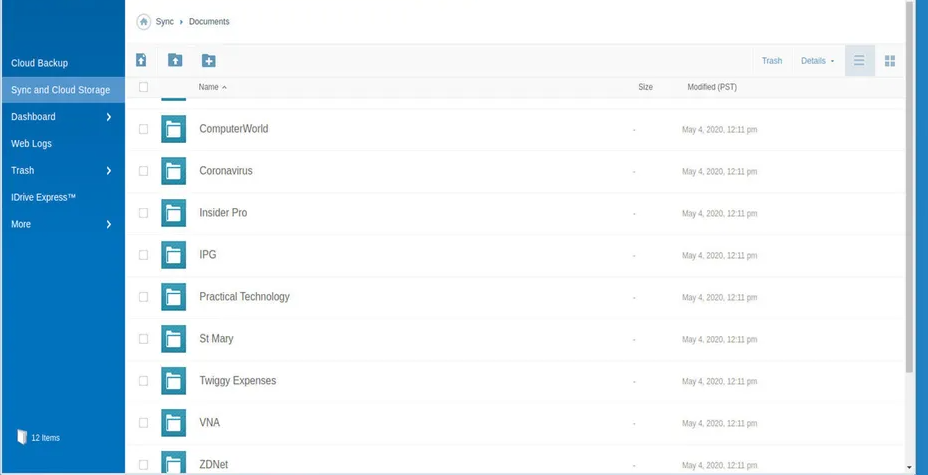 Sync › Documents
Trash Details
Name Size Modified (PST)
Cloud Backup
Sync and Cloud Storage
Dashboard
Web Logs
Trash
IDrive Express™
More
12 Items
ComputerWorld - May 4, 2020, 12:11 pm
Coronavirus - May 4, 2020, 12:11 pm
Insider Pro - May 4, 2020, 12:11 pm
IPG - May 4, 2020, 12:11 pm
Practical Technology - May 4, 2020, 12:11 pm
St Mary - May 4, 2020, 12:11 pm
Twiggy Expenses - May 4, 2020, 12:11 pm
VNA - May 4, 2020, 12:11 pm
ZDNet - May 4, 2020, 12:11 pm